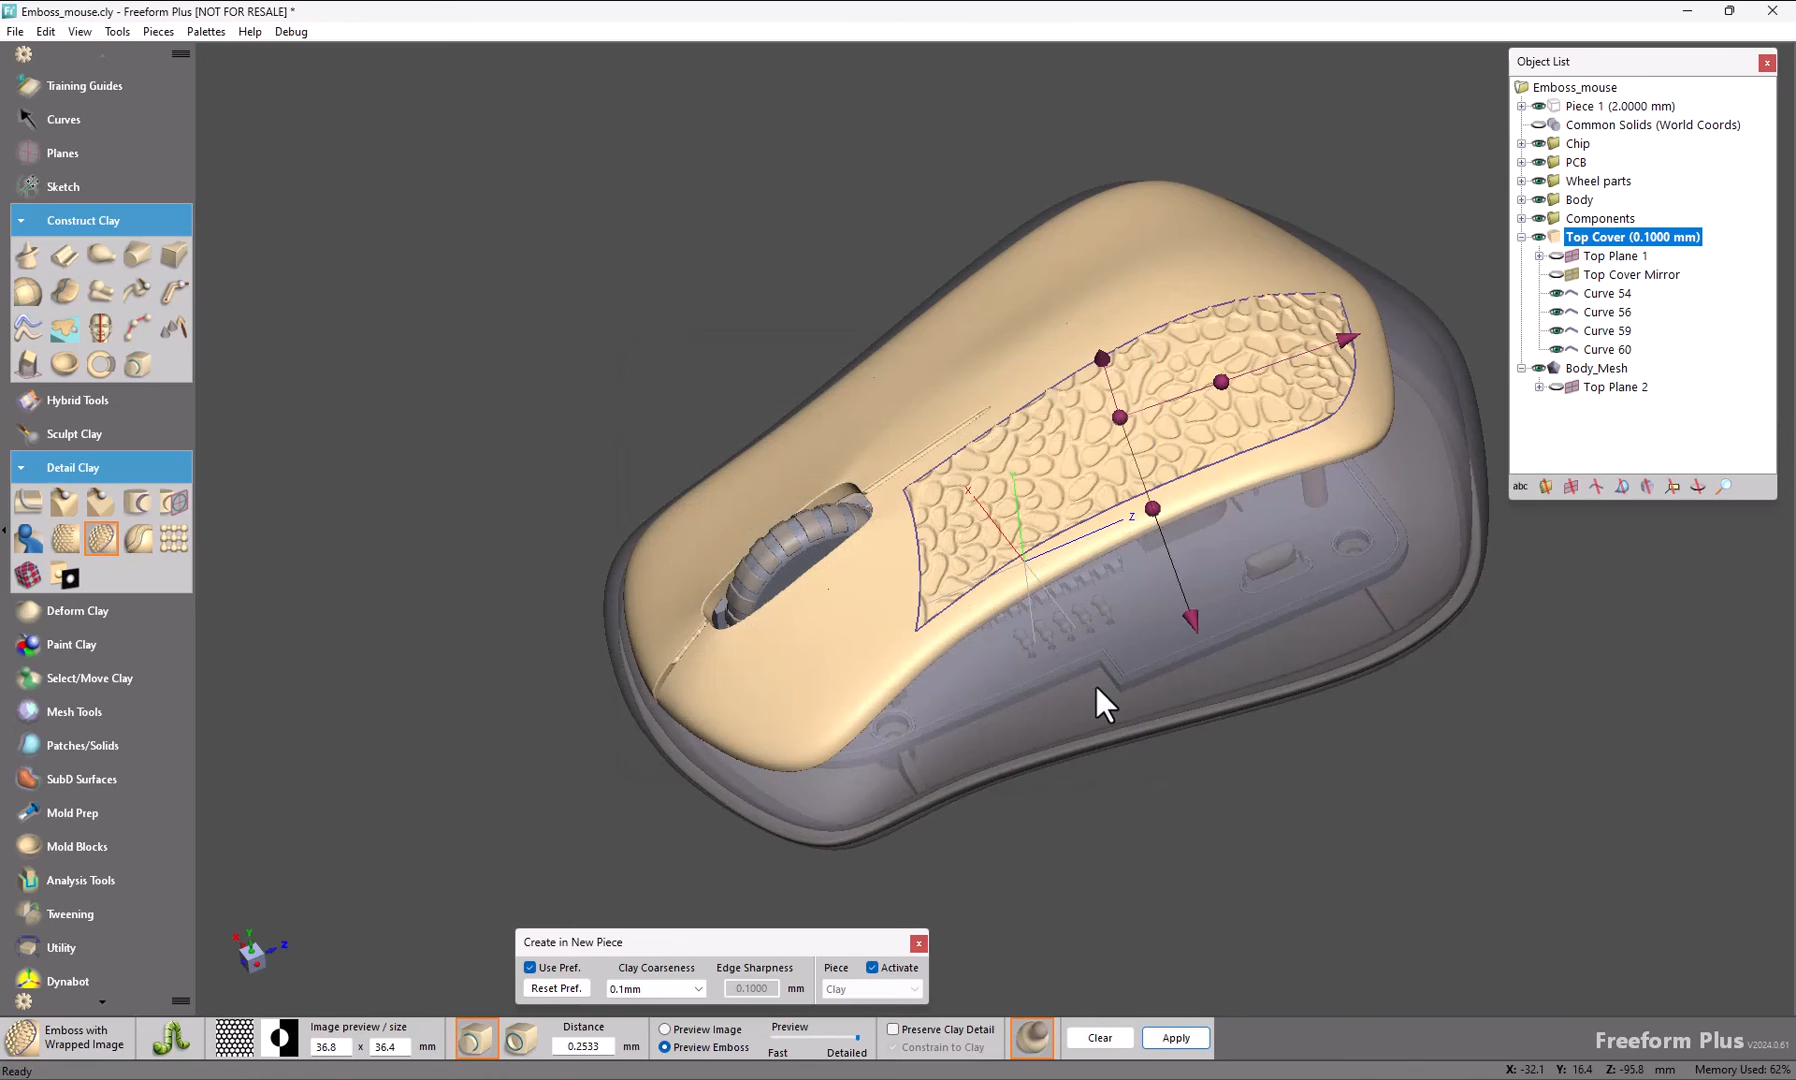 Emboss_mouse.cly - Freeform Plus [NOT FOR RESALE] *
File Edit View Tools Pieces Palettes Help Debug
Training Guides
Curves
Planes
Sketch
Construct Clay
Hybrid Tools
Sculpt Clay
Detail Clay
Deform Clay
Paint Clay
Select/Move Clay
Mesh Tools
Patches/Solids
SubD Surfaces
Mold Prep
Mold Blocks
Analysis Tools
Tweening
Utility
Dynabot
X
Z
X
Y
Z
Object List
Emboss_mouse
Piece 1 (2.0000 mm)
Common Solids (World Coords)
Chip
PCB
Wheel parts
Body
Components
Top Cover (0.1000 mm)
Top Plane 1
Top Cover Mirror
Curve 54
Curve 56
Curve 59
Curve 60
Body_Mesh
Top Plane 2
abc
Create in New Piece
Use Pref. Clay Coarseness Edge Sharpness Piece Activate
Reset Pref. 0.1mm 0.1000 mm Clay
Emboss with
Wrapped Image
Image preview / size
36.8 x 36.4 mm
Distance
0.2533 mm
Preview Image
Preview Emboss
Preview
Fast Detailed
Preserve Clay Detail
Constrain to Clay
Clear
Apply
Freeform Plus V2024.0.61
Ready
X: -32.1 Y: 16.4 Z: -95.8 mm Memory Used: 62%